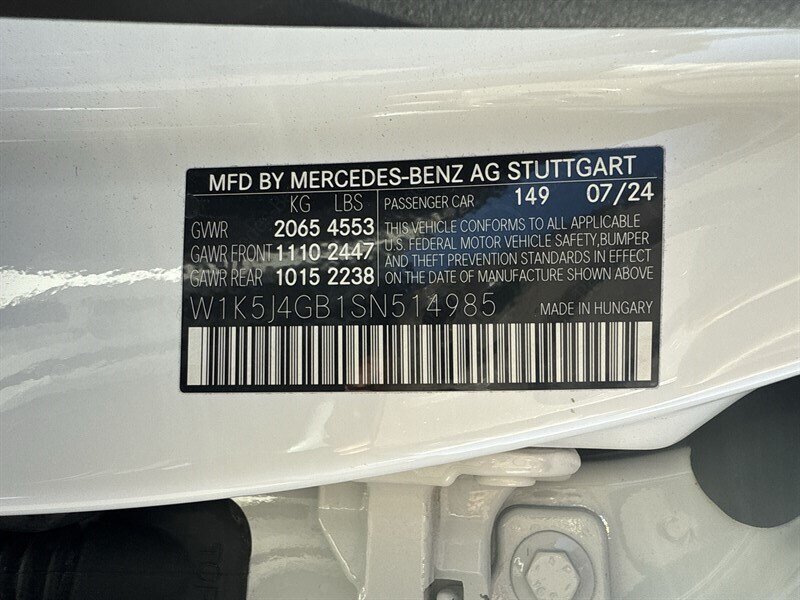 MFD BY MERCEDES-BENZ AG STUTTGART
KG LBS PASSENGER CAR 149 07/24
GVWR 2065 4553 THIS VEHICLE CONFORMS TO ALL APPLICABLE
GAWR FRONT 1110 2447 U.S. FEDERAL MOTOR VEHICLE SAFETY,BUMPER
AND THEFT PREVENTION STANDARDS IN EFFECT
GAWR REAR 1015 2238 ON THE DATE OF MANUFACTURE SHOWN ABOVE
W1K5J4GB1SN514985 MADE IN HUNGARY